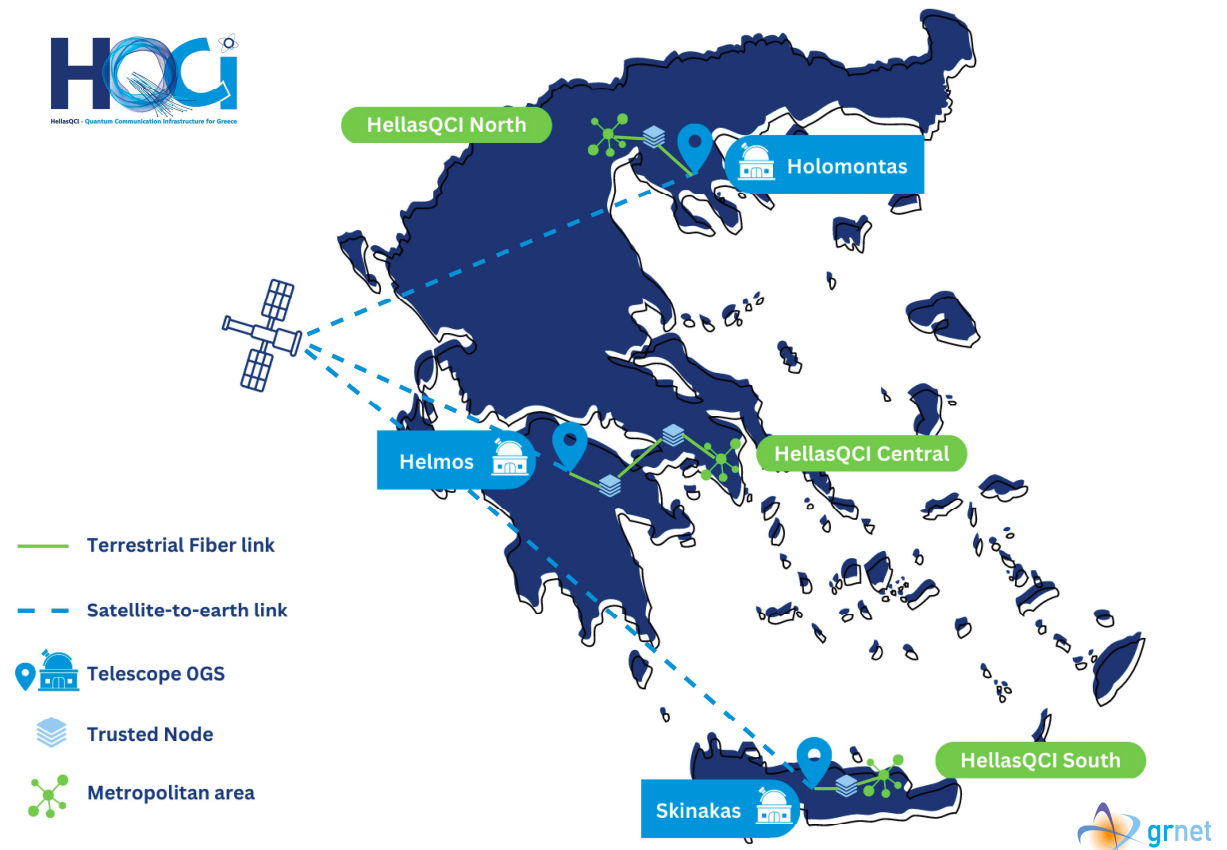 HQCi
HellasQCI - Quantum Communication Infrastructure for Greece
HellasQCI North
Holomontas
Helmos
HellasQCI Central
Terrestrial Fiber link
Satellite-to-earth link
Telescope OGS
Trusted Node
Metropolitan area
HellasQCI South
Skinakas
grnet